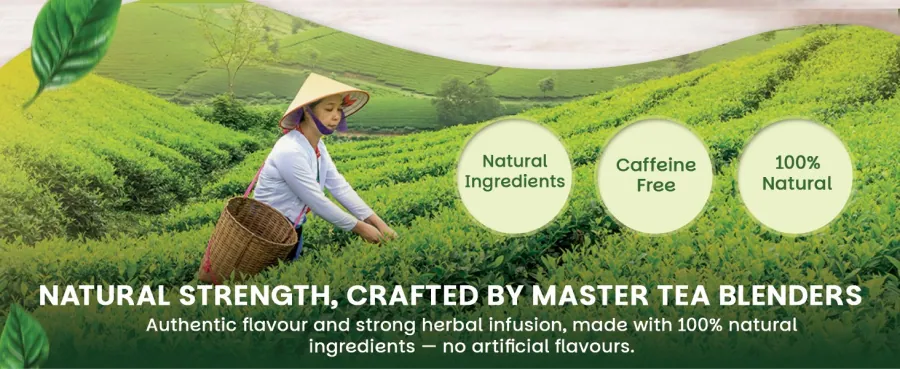 Natural
Ingredients
Caffeine
Free
100%
Natural
NATURAL STRENGTH, CRAFTED BY MASTER TEA BLENDERS
Authentic flavour and strong herbal infusion, made with 100% natural
ingredients — no artificial flavours.